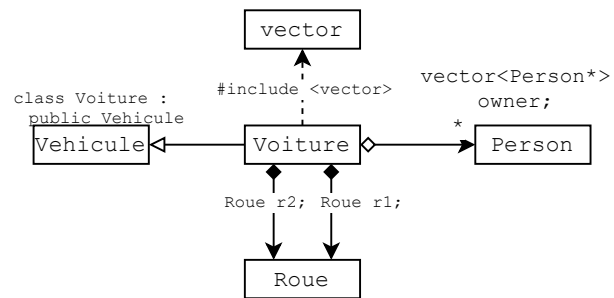 vector
#include <vector>
vector<Person*>
owner;
class Voiture :
public Vehicule
Vehicule
Voiture
*
Person
Roue r2;
Roue r1;
Roue